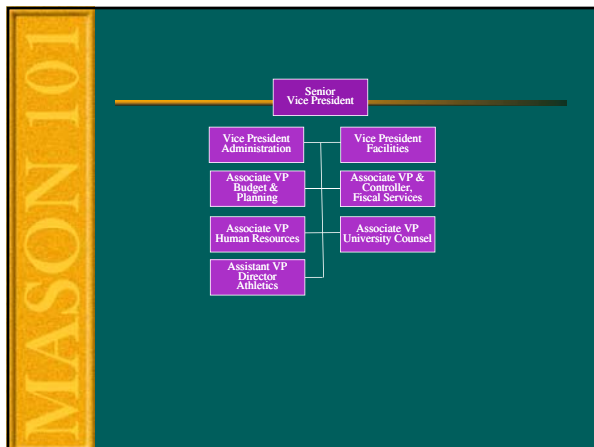 MASON 101
Senior
Vice President
Vice President
Administration
Vice President
Facilities
Associate VP
Budget &
Planning
Associate VP &
Controller,
Fiscal Services
Associate VP
Human Resources
Associate VP
University Counsel
Assistant VP
Director
Athletics